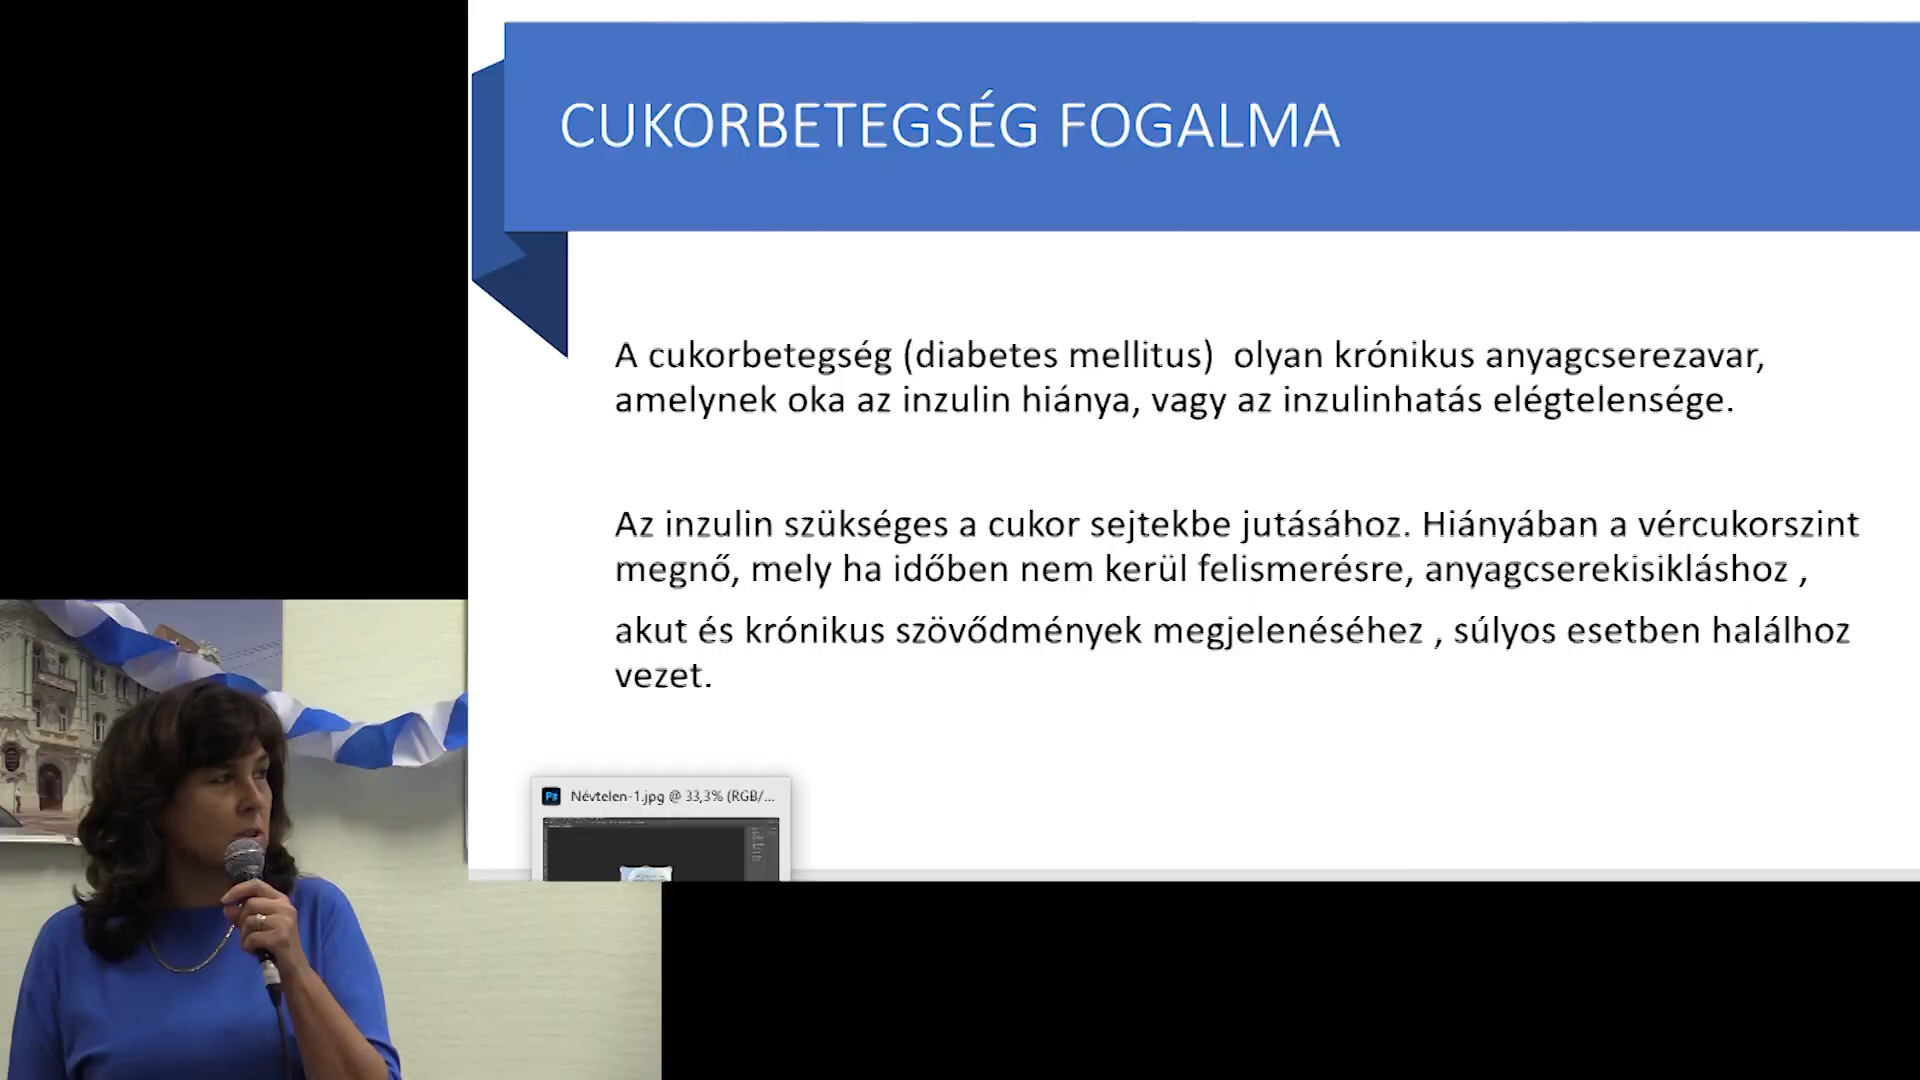 CUKORBETEGSÉG FOGALMA
A cukorbetegség (diabetes mellitus)  olyan krónikus anyagcserezavar,
amelynek oka az inzulin hiánya, vagy az inzulinhatás elégtelensége.
Az inzulin szükséges a cukor sejtekbe jutásához. Hiányában a vércukorszint
megnő, mely ha időben nem kerül felismerésre, anyagcserekisikláshoz ,
akut és krónikus szövődmények megjelenéséhez , súlyos esetben halálhoz
vezet.
Ps Névtelen-1.jpg @ 33,3% (RGB/...